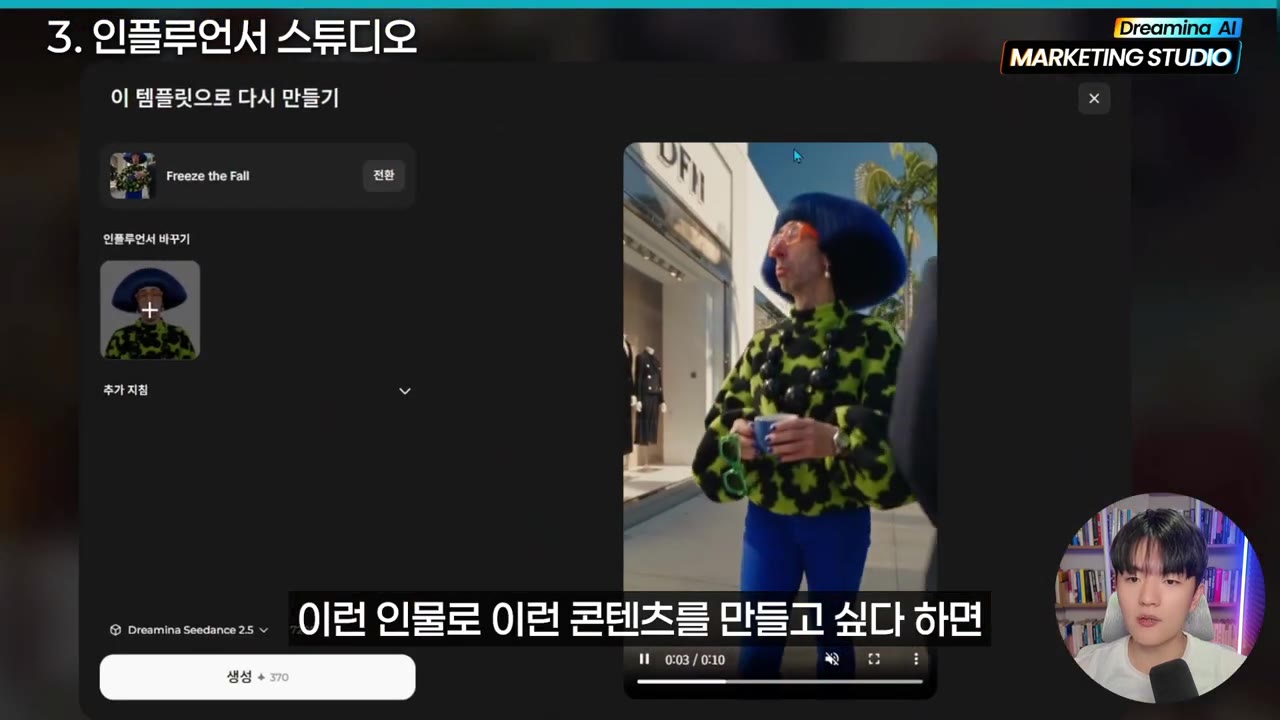 3. 인플루언서 스튜디오
Dreamina AI
MARKETING STUDIO
이 템플릿으로 다시 만들기
Freeze the Fall
전환
인플루언서 바꾸기
추가 지침
이런 인물로 이런 콘텐츠를 만들고 싶다 하면
Dreamina Seedance 2.5
0:03 / 0:10
생성 370